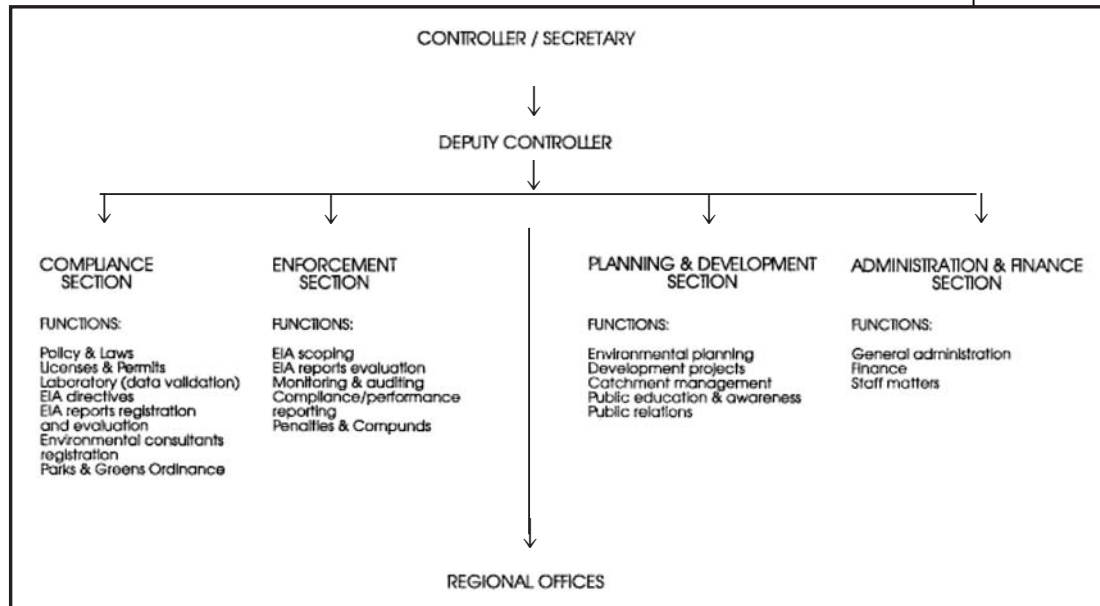 CONTROLLER / SECRETARY
DEPUTY CONTROLLER
COMPLIANCE
SECTION
FUNCTIONS:
Policy & Laws
Licenses & Permits
Laboratory (data validation)
EIA directives
EIA reports registration
and evaluation
Environmental consultants
registration
Parks & Greens Ordinance
ENFORCEMENT
SECTION
FUNCTIONS:
EIA scoping
EIA reports evaluation
Monitoring & auditing
Compliance/performance
reporting
Penalties & Compunds
PLANNING & DEVELOPMENT
SECTION
FUNCTIONS:
Environmental planning
Development projects
Catchment management
Public education & awareness
Public relations
ADMINISTRATION & FINANCE
SECTION
FUNCTIONS:
General administration
Finance
Staff matters
REGIONAL OFFICES